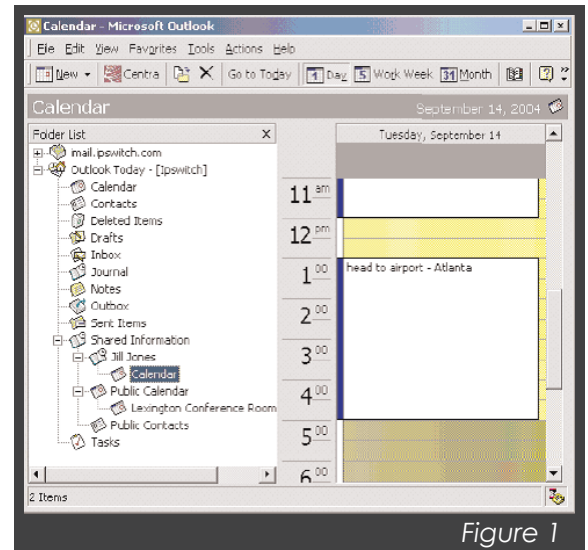 Calendar - Microsoft Outlook
File Edit View Favorites Tools Actions Help
New Centra Go to Today 1 Day 5 Work Week 31 Month
Calendar September 14, 2004
Folder List X
Tuesday, September 14
mail.ipswitch.com
Outlook Today - [Ipswitch]
Calendar
Contacts
Deleted Items
Drafts
Inbox
Journal
Notes
Outbox
Sent Items
Shared Information
Jill Jones
Calendar
Public Calendar
Lexington Conference Room
Public Contacts
Tasks
11 am
12 pm
1 00 head to airport - Atlanta
2 00
3 00
4 00
5 00
6 00
2 Items
Figure 1